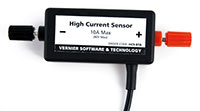 High Current Sensor
10A Max
− +
VERNIER SOFTWARE & TECHNOLOGY